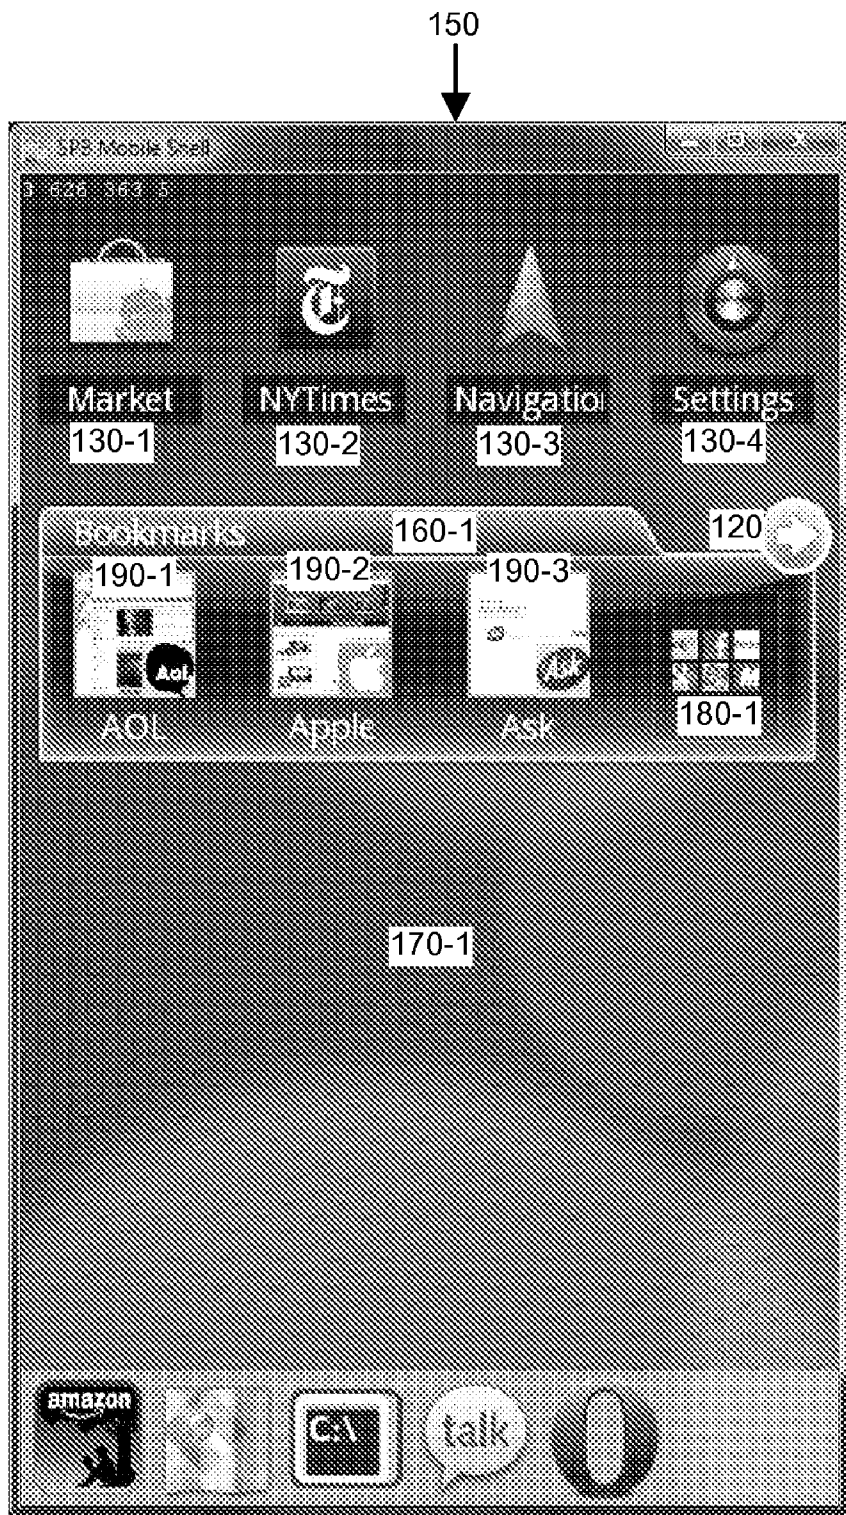 150
SPB Mobile Shell
Market
NYTimes
Navigatio
Settings
130-1
130-2
130-3
130-4
Bookmarks
160-1
120
190-1
190-2
190-3
AOL
Ask
180-1
AOL
Apple
Ask
170-1
amazon
C:\
talk